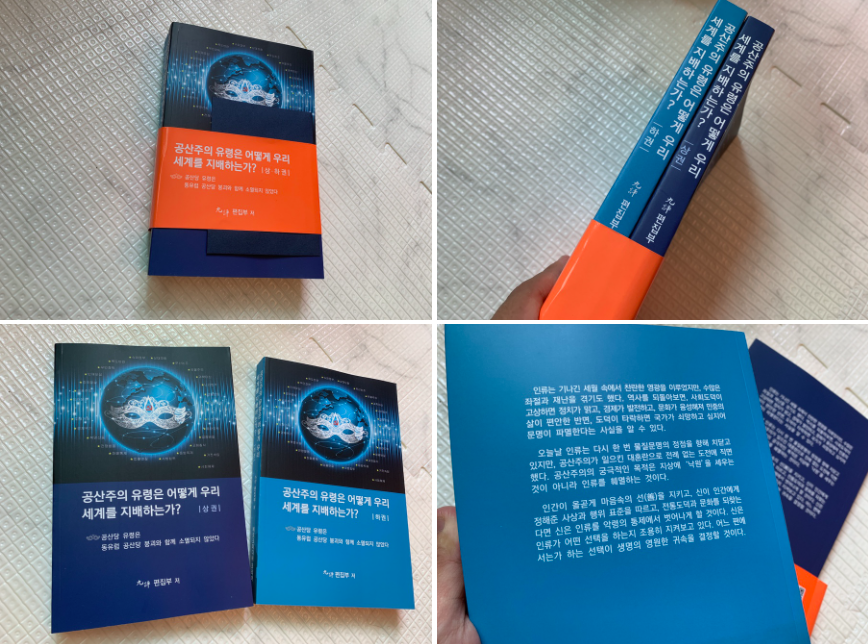 공산주의 유령은 어떻게 우리
세계를 지배하는가? [상·하권]
공산당 유령은
동유럽 공산당 붕괴와 함께 소멸되지 않았다
九評 편집부 저
공산주의 유령은 어떻게 우리
세계를 지배하는가? [하권]
九評 편집부
공산주의 유령은 어떻게 우리
세계를 지배하는가? [상권]
九評 편집부
공산주의 유령은 어떻게 우리
세계를 지배하는가? [상권]
공산당 유령은
동유럽 공산당 붕괴와 함께 소멸되지 않았다
九評 편집부 저
공산주의 유령은 어떻게 우리
세계를 지배하는가? [하권]
공산당 유령은
동유럽 공산당 붕괴와 함께 소멸되지 않았다
九評 편집부 저
인류는 기나긴 세월 속에서 찬란한 영광을 이루었지만, 수많은
좌절과 재난을 겪기도 했다. 역사를 되돌아보면, 사회도덕이
고상하면 정치가 맑고, 경제가 발전하고, 문화가 융성해져 민중의
삶이 편안한 반면, 도덕이 타락하면 국가가 쇠망하고 심지어
문명이 파멸한다는 사실을 알 수 있다.
오늘날 인류는 다시 한 번 물질문명의 정점을 향해 치닫고
있지만, 공산주의가 일으킨 대혼란으로 전례 없는 도전에 직면
했다. 공산주의의 궁극적인 목적은 지상에 '낙원'을 세우는
것이 아니라 인류를 훼멸하는 것이다.
인간이 올곧게 마음속의 선(善)을 지키고, 신이 인간에게
정해준 사상과 행위 표준을 따르고, 전통도덕과 문화를 되찾는
다면 신은 인류를 악령의 통제에서 벗어나게 할 것이다. 신은
인류가 어떤 선택을 하는지 조용히 지켜보고 있다. 어느 편에
서는가 하는 선택이 생명의 영원한 귀속을 결정할 것이다.